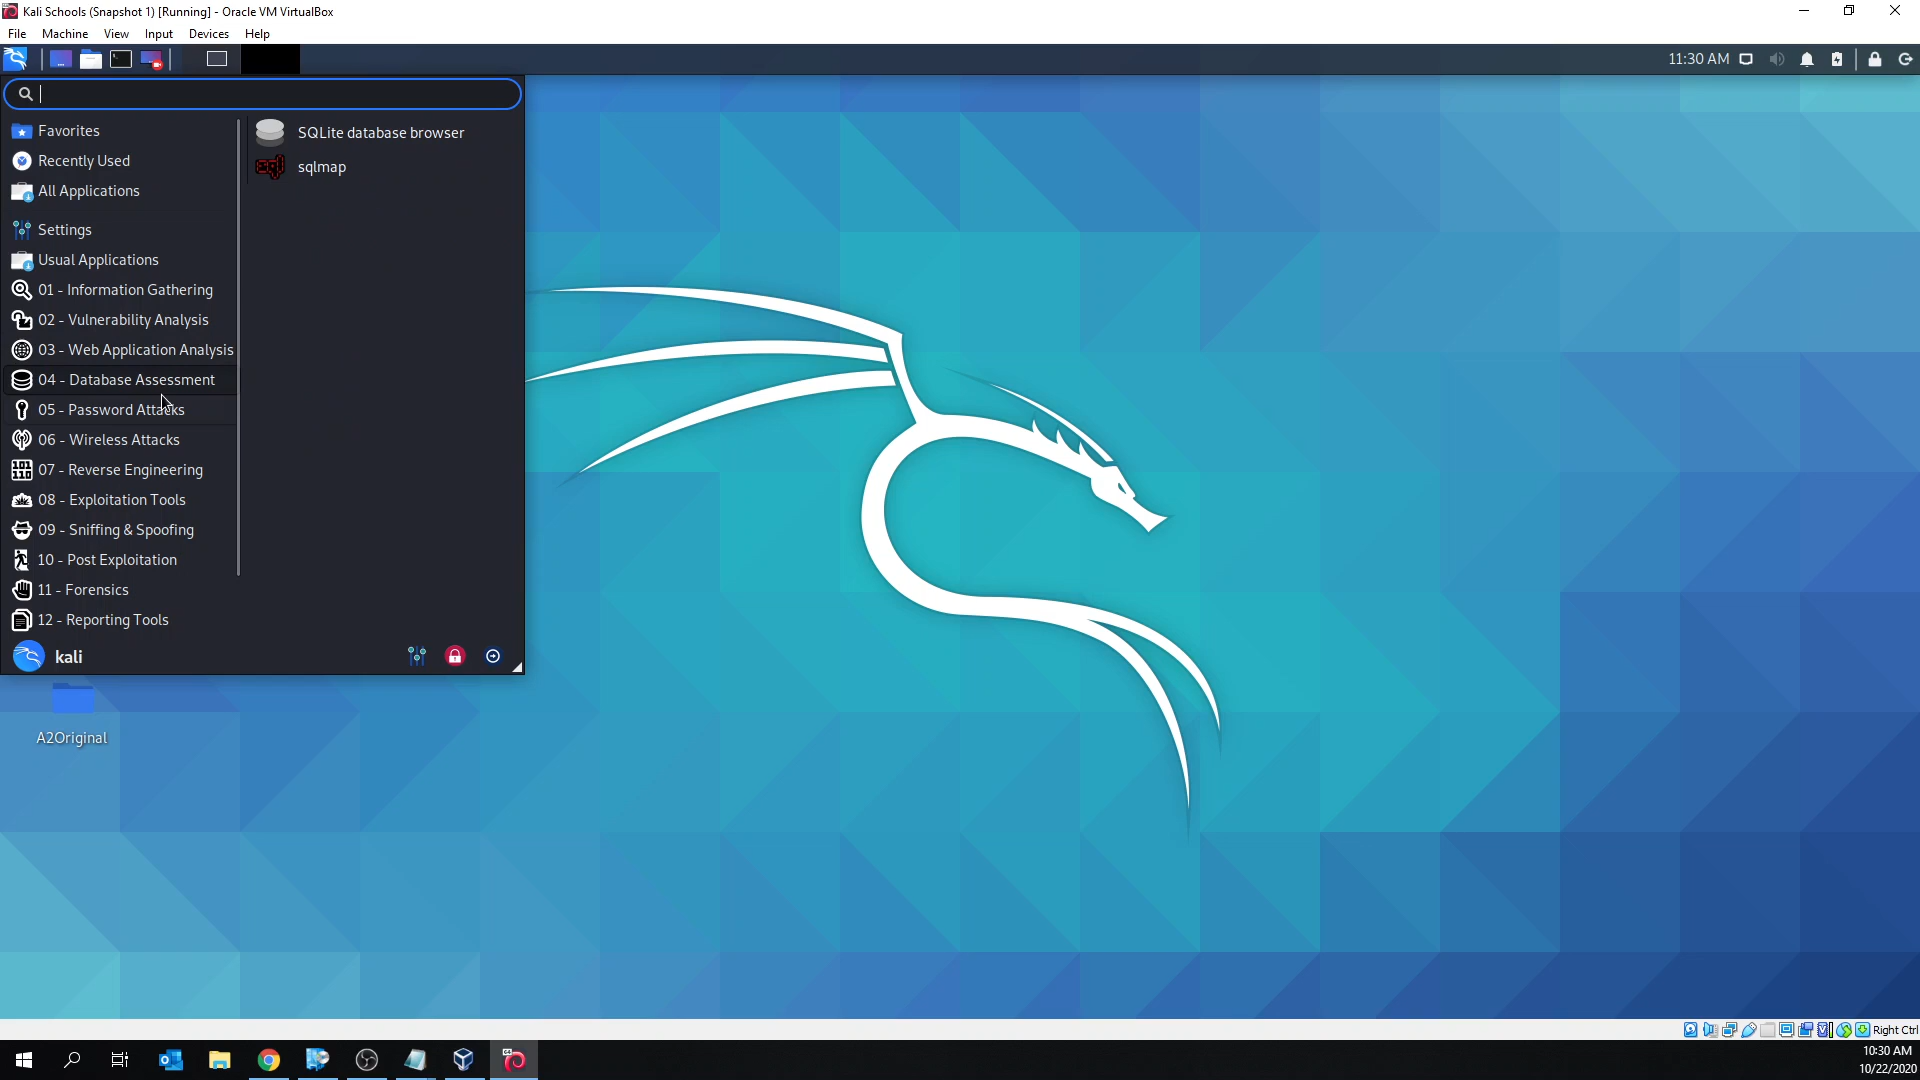 Kali Schools (Snapshot 1) [Running] - Oracle VM VirtualBox
File Machine View Input Devices Help
11:30 AM
Favorites
Recently Used
All Applications
Settings
Usual Applications
01 - Information Gathering
02 - Vulnerability Analysis
03 - Web Application Analysis
04 - Database Assessment
05 - Password Attacks
06 - Wireless Attacks
07 - Reverse Engineering
08 - Exploitation Tools
09 - Sniffing & Spoofing
10 - Post Exploitation
11 - Forensics
12 - Reporting Tools
SQLite database browser
sql
sqlmap
kali
A2Original
Right Ctrl
10:30 AM
10/22/2020